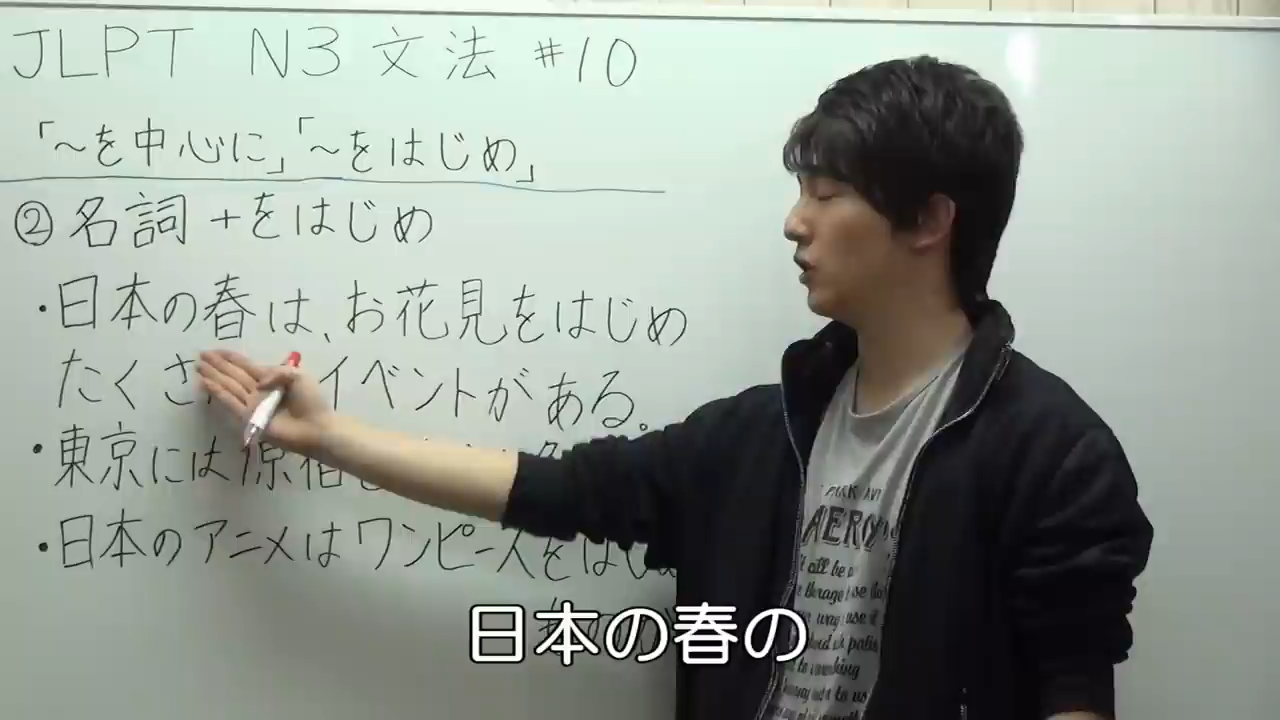 JLPT N3 文法 #10
「~を中心に」「~をはじめ」
② 名詞 +をはじめ
・日本の春は、お花見をはじめ
たくさ イベントがある。
・東京には原宿を
・日本のアニメはワンピースをはじめ
日本の春の